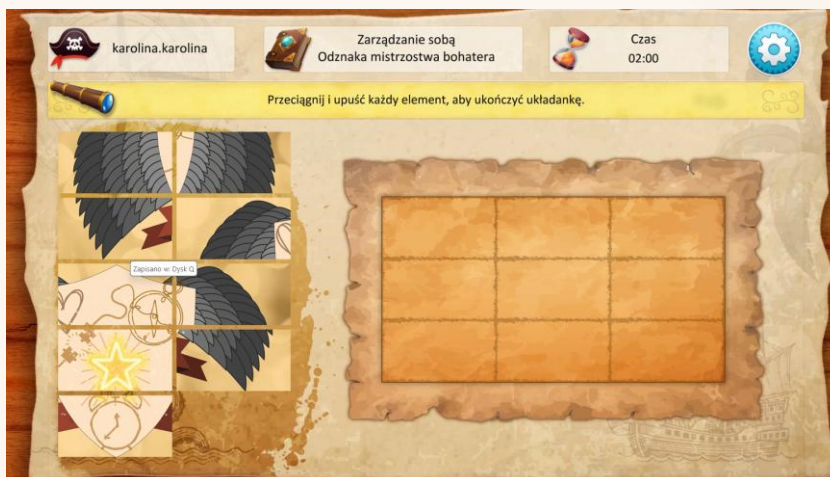 karolina.karolina
Zarządzanie sobą
Odznaka mistrzostwa bohatera
Czas
02:00
Przeciągnij i upuść każdy element, aby ukończyć układankę.
Zapisano w: Dysk Q